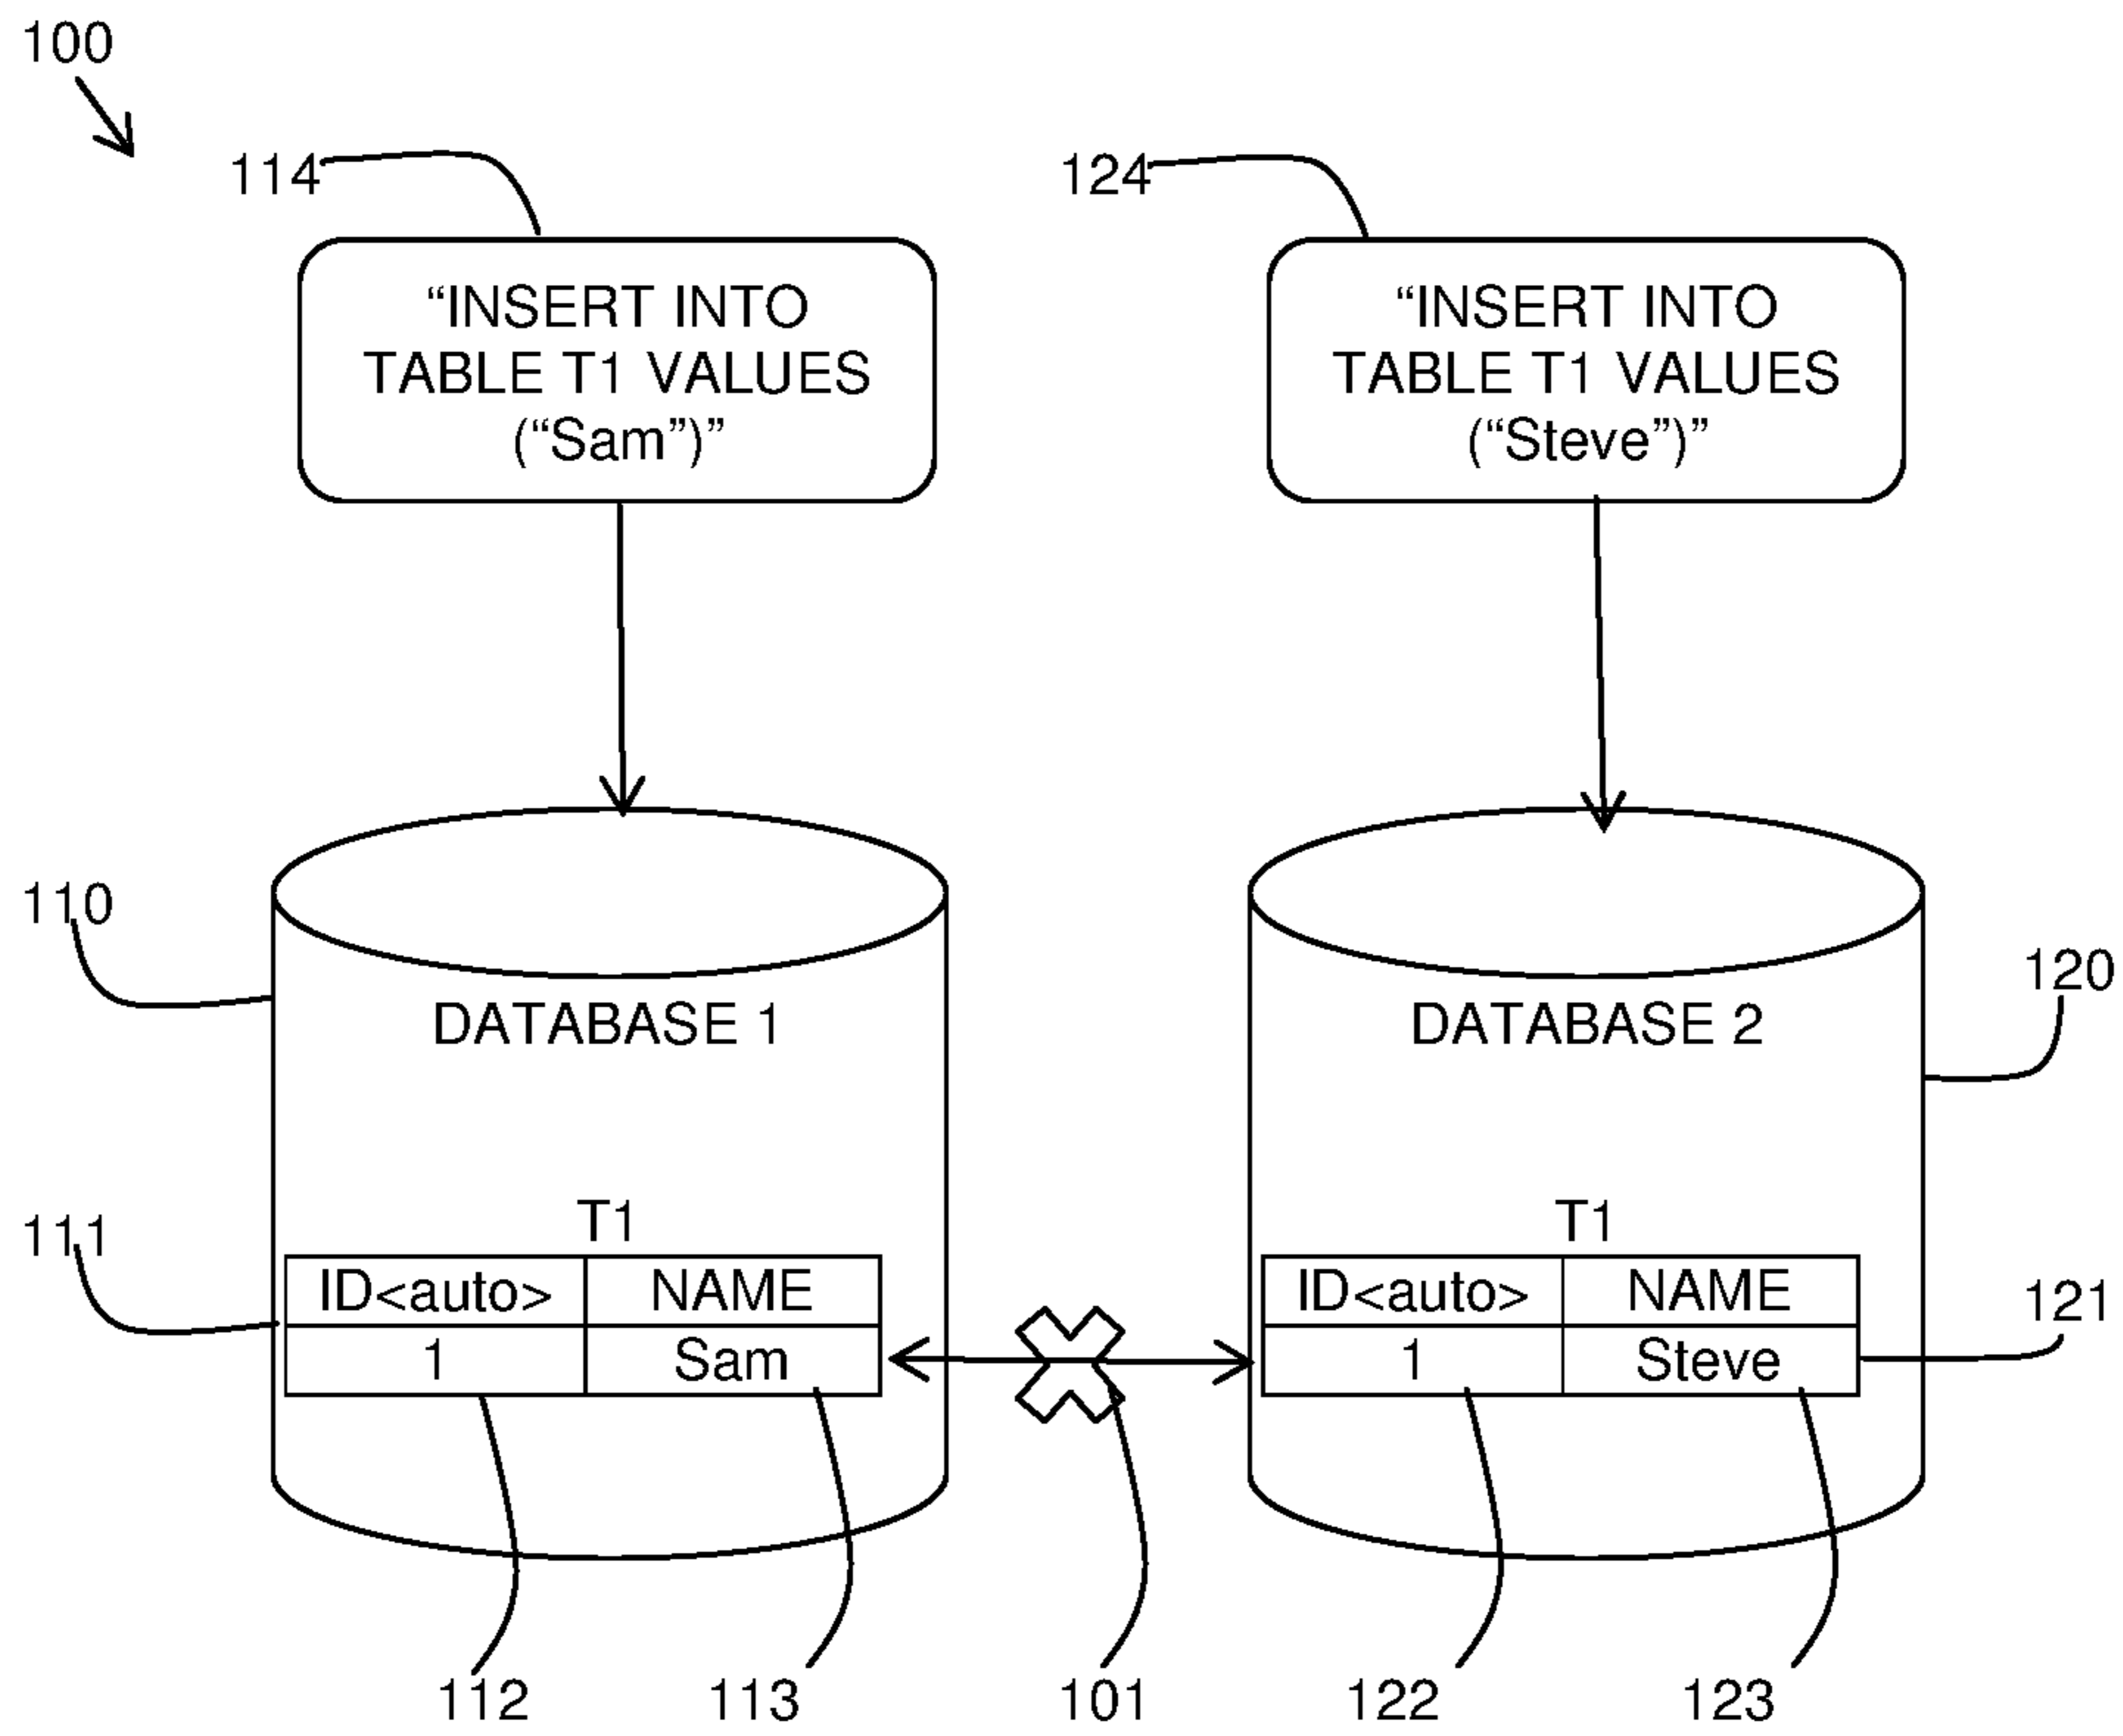 100
114
124
“INSERT INTO
TABLE T1 VALUES
(“Sam”)”
“INSERT INTO
TABLE T1 VALUES
(“Steve”)”
110
DATABASE 1
DATABASE 2
120
111
T1
ID<auto> NAME
1 Sam
T1
ID<auto> NAME
1 Steve
121
112
113
101
122
123